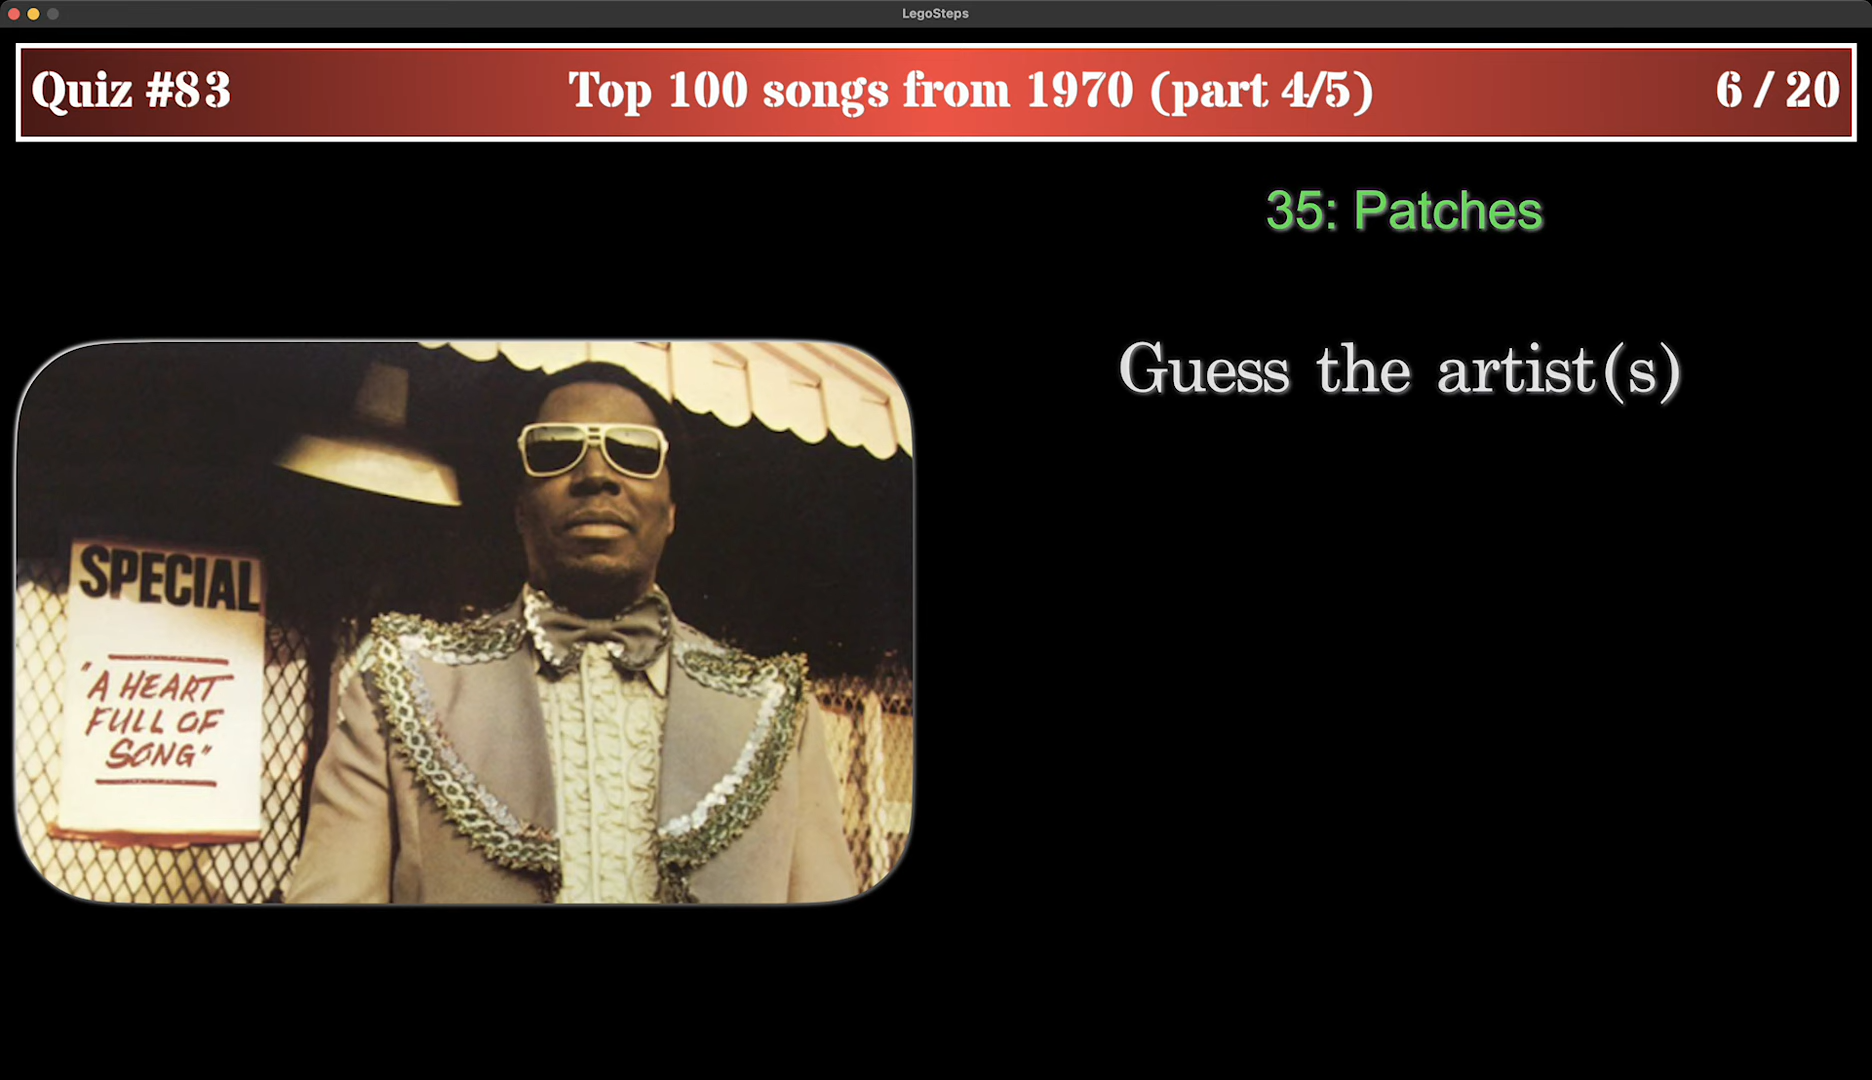 LegoSteps
Quiz #83
Top 100 songs from 1970 (part 4/5)
6 / 20
35: Patches
Guess the artist(s)
SPECIAL
"A HEART
FULL OF
SONG"